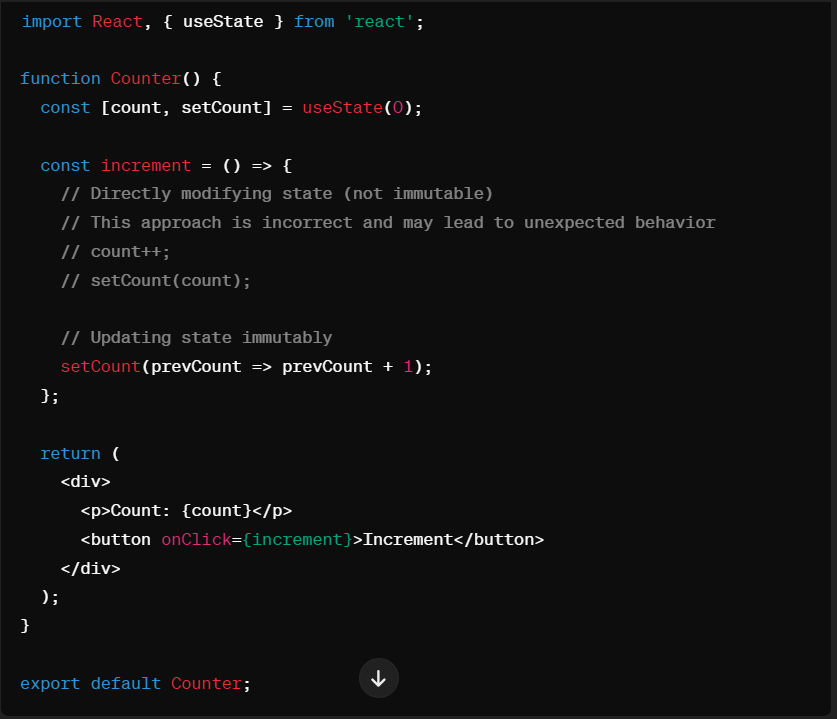 import React, { useState } from 'react';
function Counter() {
const [count, setCount] = useState(0);
const increment = () => {
// Directly modifying state (not immutable)
// This approach is incorrect and may lead to unexpected behavior
// count++;
// setCount(count);
// Updating state immutably
setCount(prevCount => prevCount + 1);
};
return (
<div>
<p>Count: {count}</p>
<button onClick={increment}>Increment</button>
</div>
);
}
export default Counter;